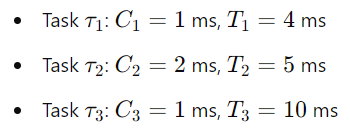 • Task τ₁: C₁ = 1 ms, T₁ = 4 ms
• Task τ₂: C₂ = 2 ms, T₂ = 5 ms
• Task τ₃: C₃ = 1 ms, T₃ = 10 ms